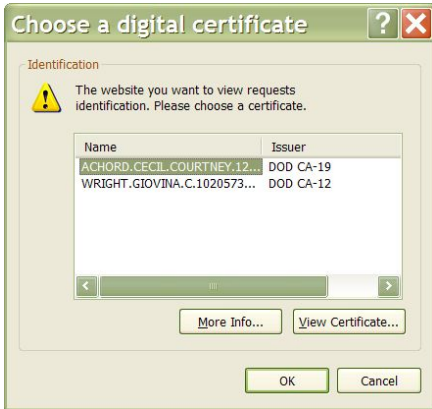 Choose a digital certificate
Identification
The website you want to view requests
identification. Please choose a certificate.
Name Issuer
ACHORD.CECIL.COURTNEY.12... DOD CA-19
WRIGHT.GIOVINA.C.1020573... DOD CA-12
More Info... View Certificate...
OK Cancel